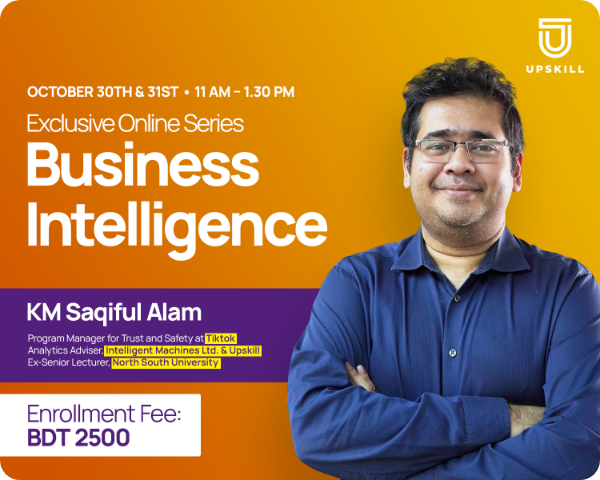 UPSKILL
OCTOBER 30TH & 31ST • 11 AM – 1.30 PM
Exclusive Online Series
Business
Intelligence
KM Saqiful Alam
Program Manager for Trust and Safety at Tiktok
Analytics Adviser, Intelligent Machines Ltd. & Upskill
Ex-Senior Lecturer, North South University
Enrollment Fee:
BDT 2500